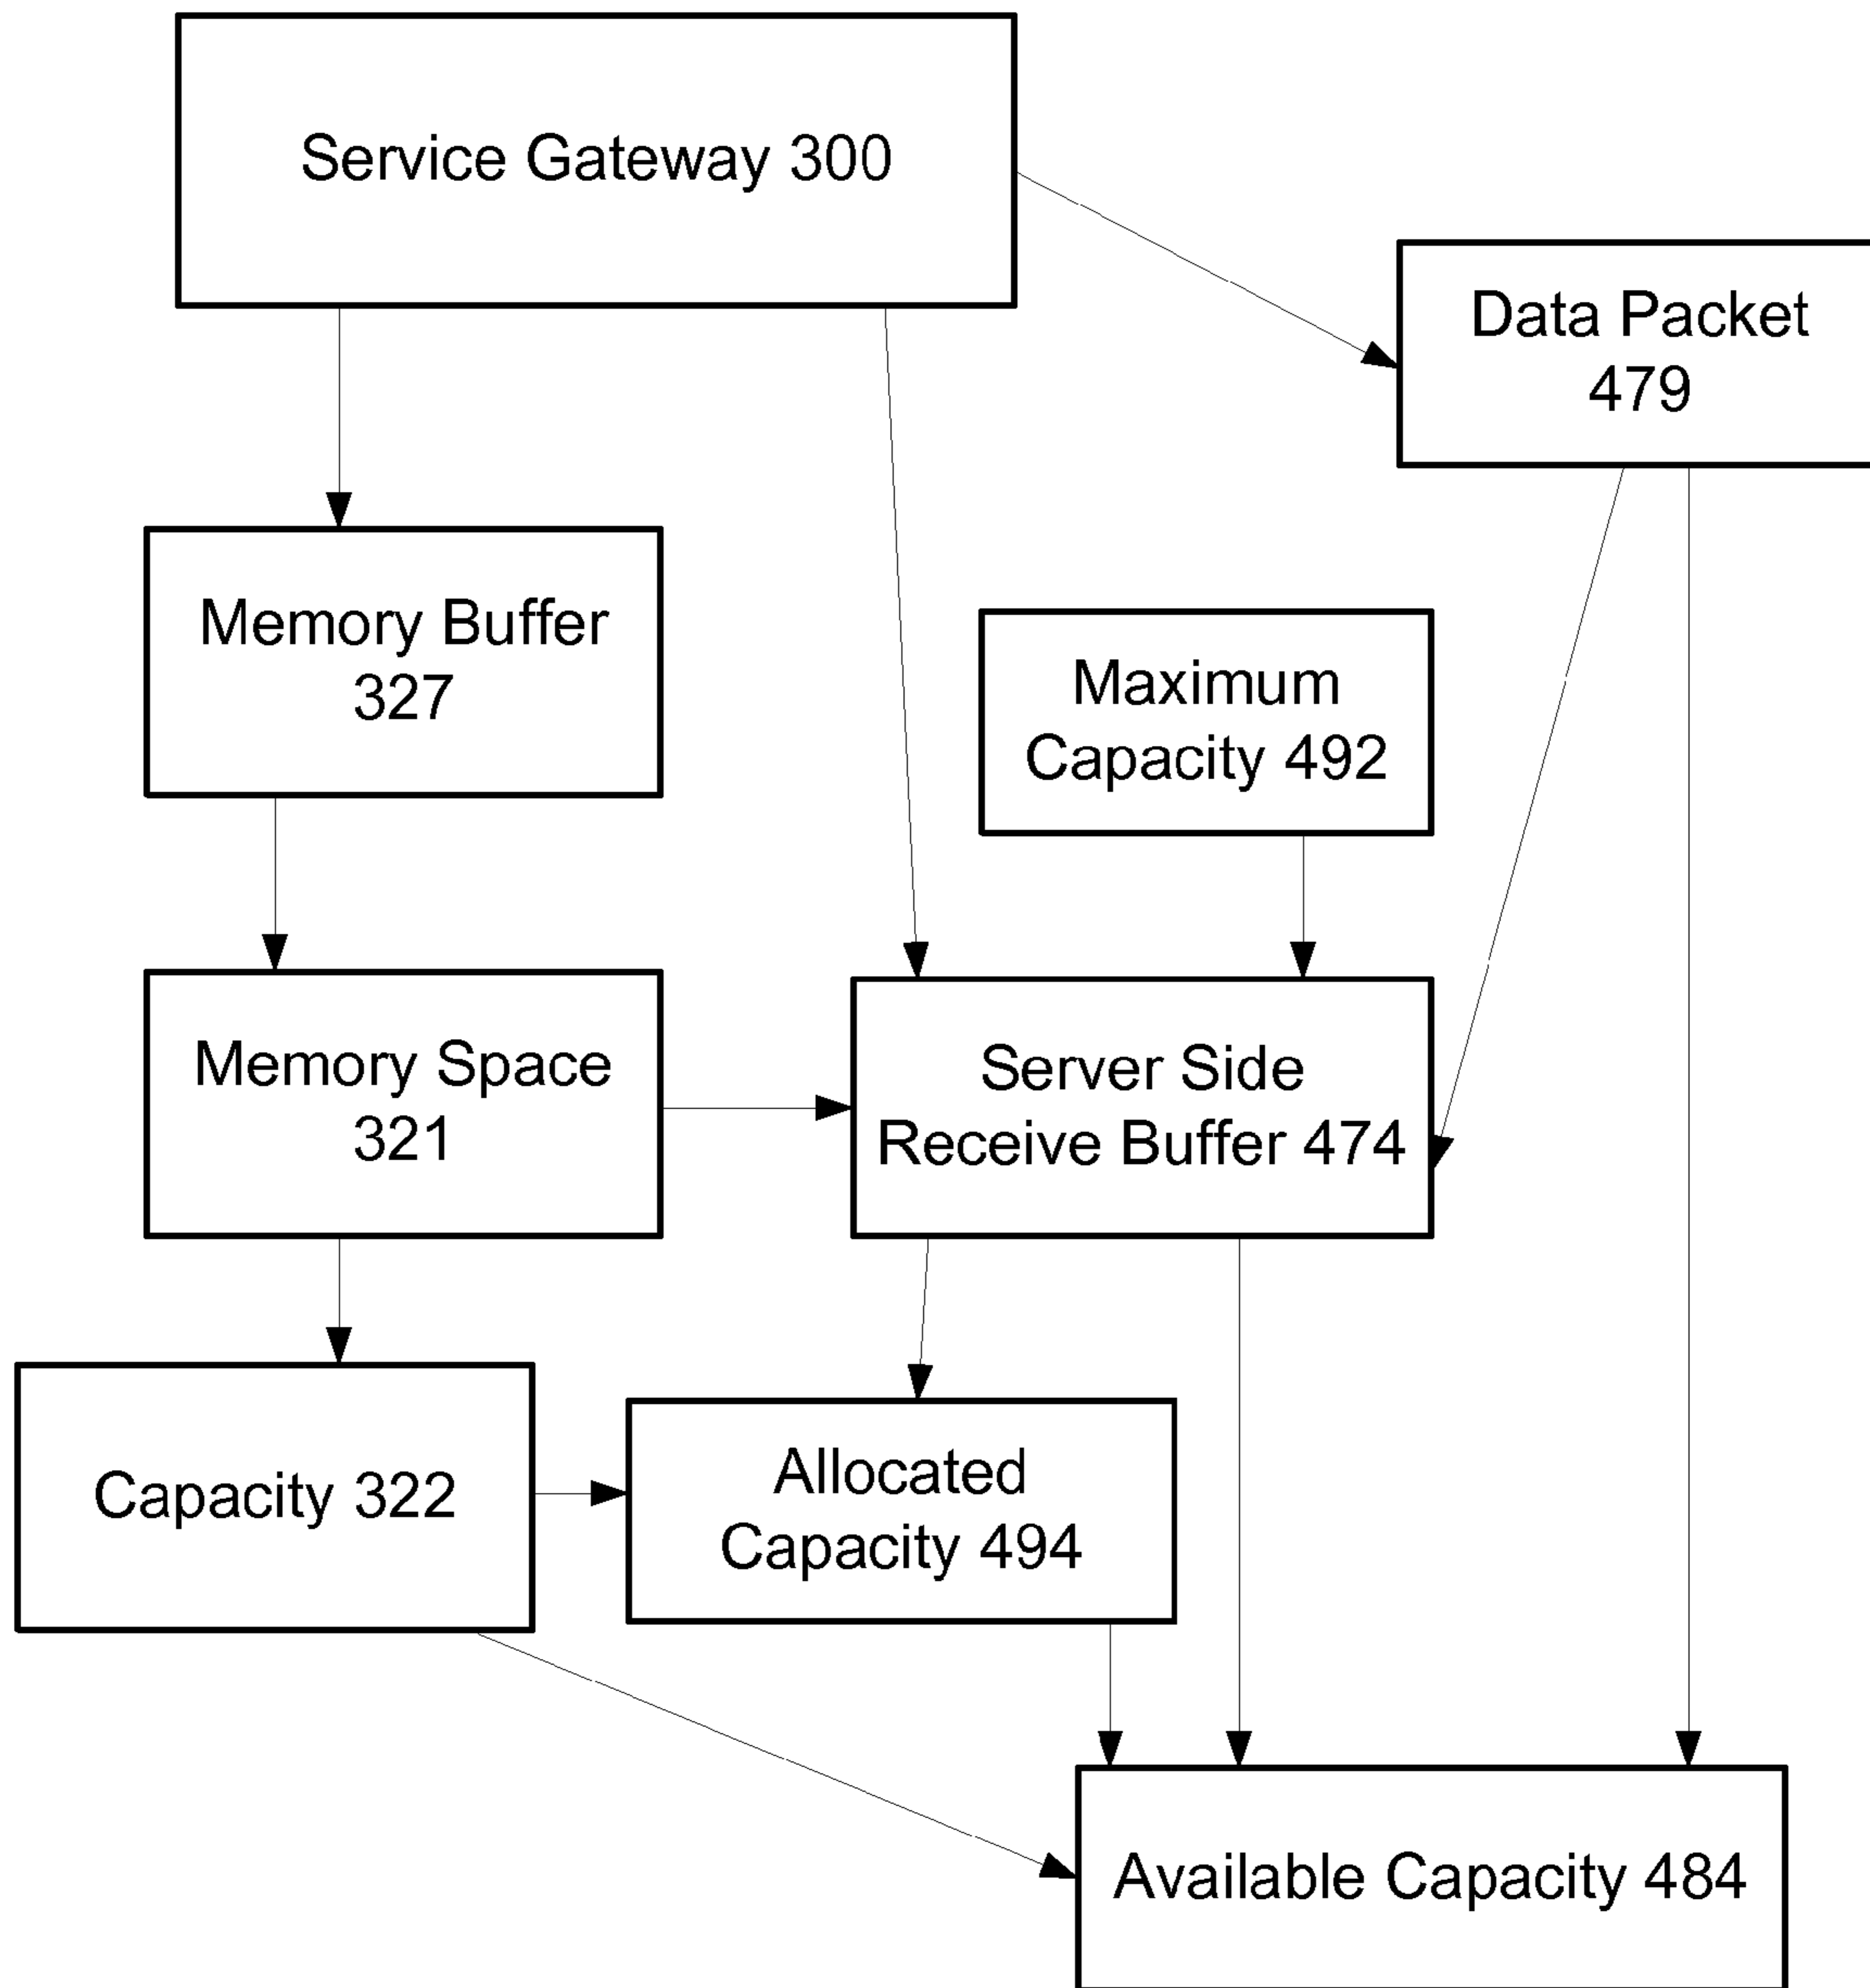 Service Gateway 300
Data Packet
479
Memory Buffer
327
Maximum
Capacity 492
Memory Space
321
Server Side
Receive Buffer 474
Capacity 322
Allocated
Capacity 494
Available Capacity 484